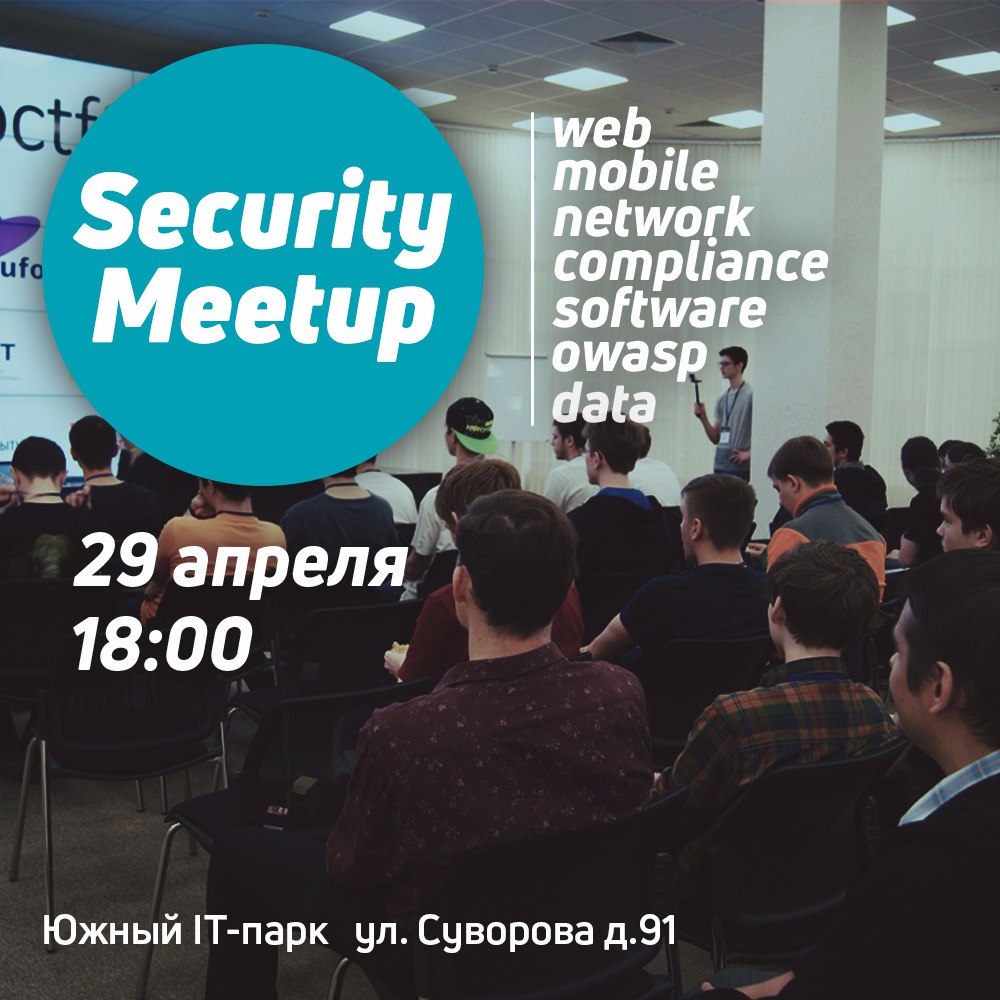 Security
Meetup
web
mobile
network
compliance
software
owasp
data
29 апреля
18:00
Южный IT-парк ул. Суворова д.91